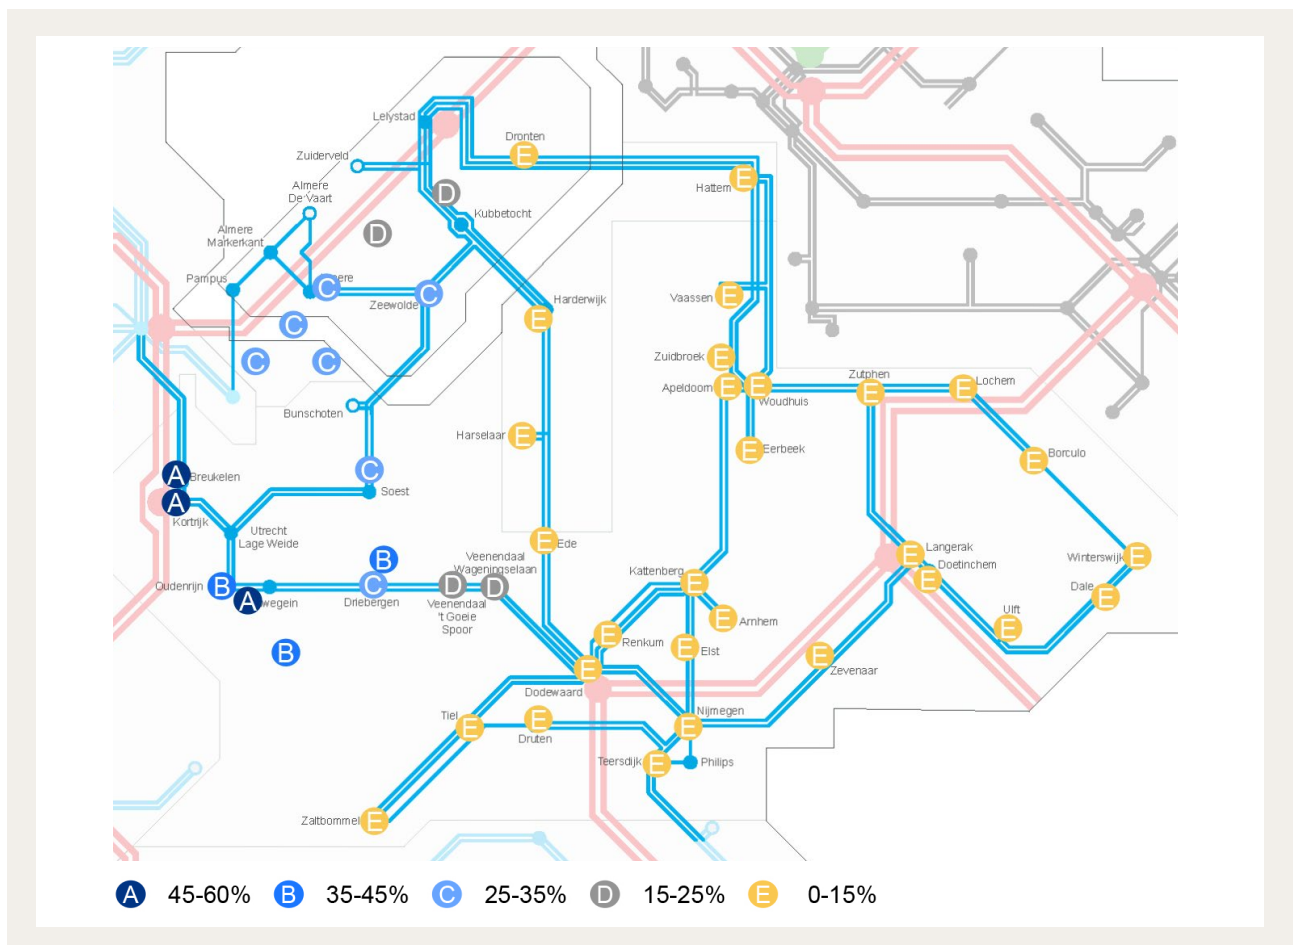 Lelystad
Dronten
E
Zuiderveld
Hattem
E
Almere
De Vaart
D
Kubbetocht
Almere
Markerkant
D
Pampus
C
Zeewolde
C
Vaassen
E
Harderwijk
E
C
C
C
Zuidbroek
E
Apeldoorn
E
E
Woudhuis
Zutphen
E
E
Lochem
Bunschoten
Harselaar
E
E
Eerbeek
E
Borculo
A
Breukelen
C
Soest
A
Kortrijk
Utrecht
Lage Weide
E
Ede
E
Langerak
Winterswijk
E
B
Veenendaal
Wageningselaan
Kattenberg
E
Doetinchem
E
Oudenrijn
B
A
wegein
C
Driebergen
D
D
Veenendaal
't Goeie
Spoor
Dale
E
Ulft
E
E
Arnhem
E
Renkum
E
Elst
B
E
Dodewaard
E
Zevenaar
Tiel
E
E
Druten
Nijmegen
E
Teersdijk
E
Philips
Zaltbommel
E
A 45-60% B 35-45% C 25-35% D 15-25% E 0-15%